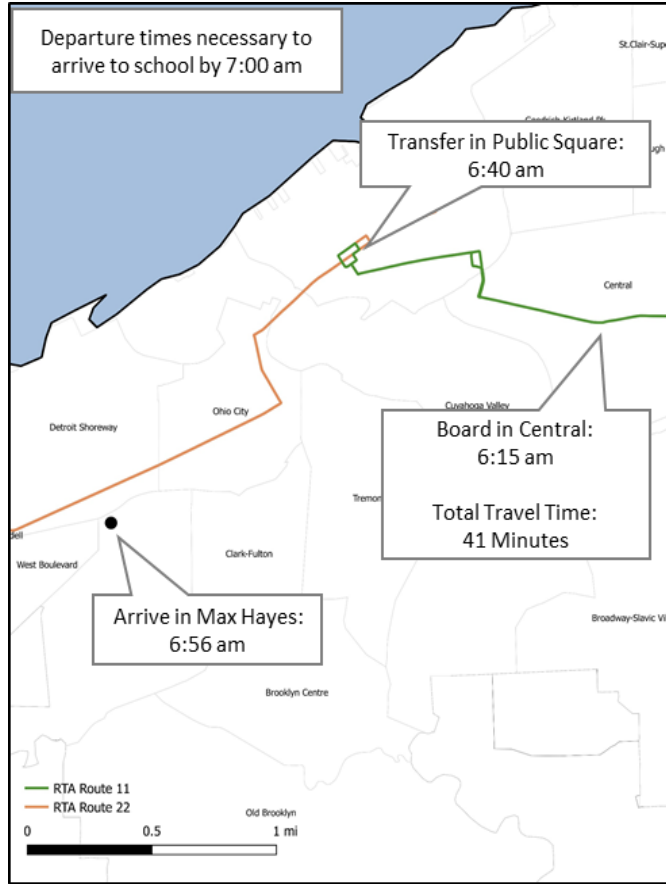 Departure times necessary to
arrive to school by 7:00 am
St.Clair-Supe
Transfer in Public Square:
6:40 am
ugh
Central
Cuyahoga Valley
Ohio City
Detroit Shoreway
Board in Central:
6:15 am
Total Travel Time:
41 Minutes
Tremon
dell
West Boulevard
Clark-Fulton
Arrive in Max Hayes:
6:56 am
Broadway-Slavic Vi
Brooklyn Centre
RTA Route 11
RTA Route 22
Old Brooklyn
0 0.5 1 mi